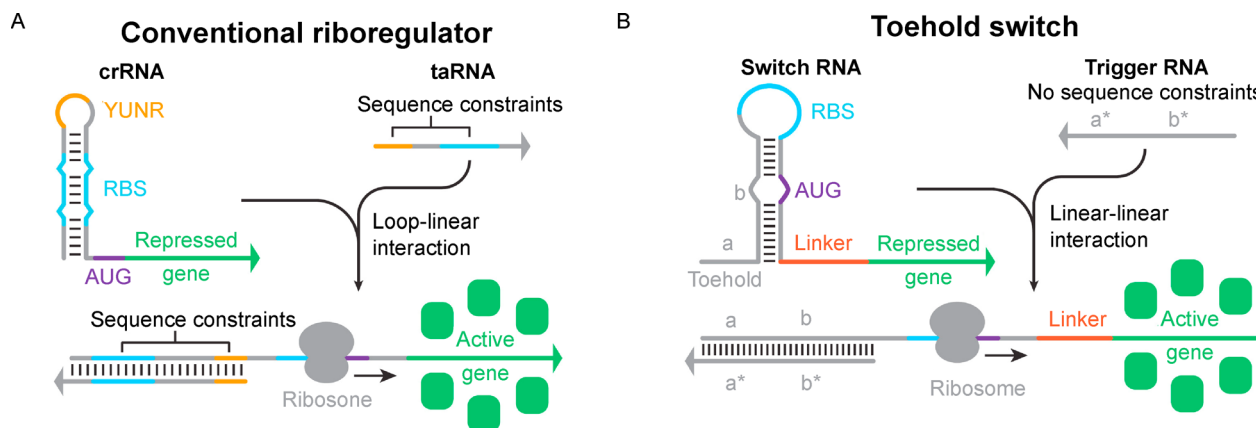 A
Conventional riboregulator
crRNA
taRNA
YUNR
Sequence constraints
RBS
Repressed
gene
AUG
Loop-linear
interaction
Sequence constraints
Ribosone
Active
gene
B
Toehold switch
Switch RNA
Trigger RNA
No sequence constraints
RBS
a* b*
b
AUG
a
Toehold
Linker
Repressed
gene
Linear-linear
interaction
a b
a* b*
Ribosome
Linker
Active
gene